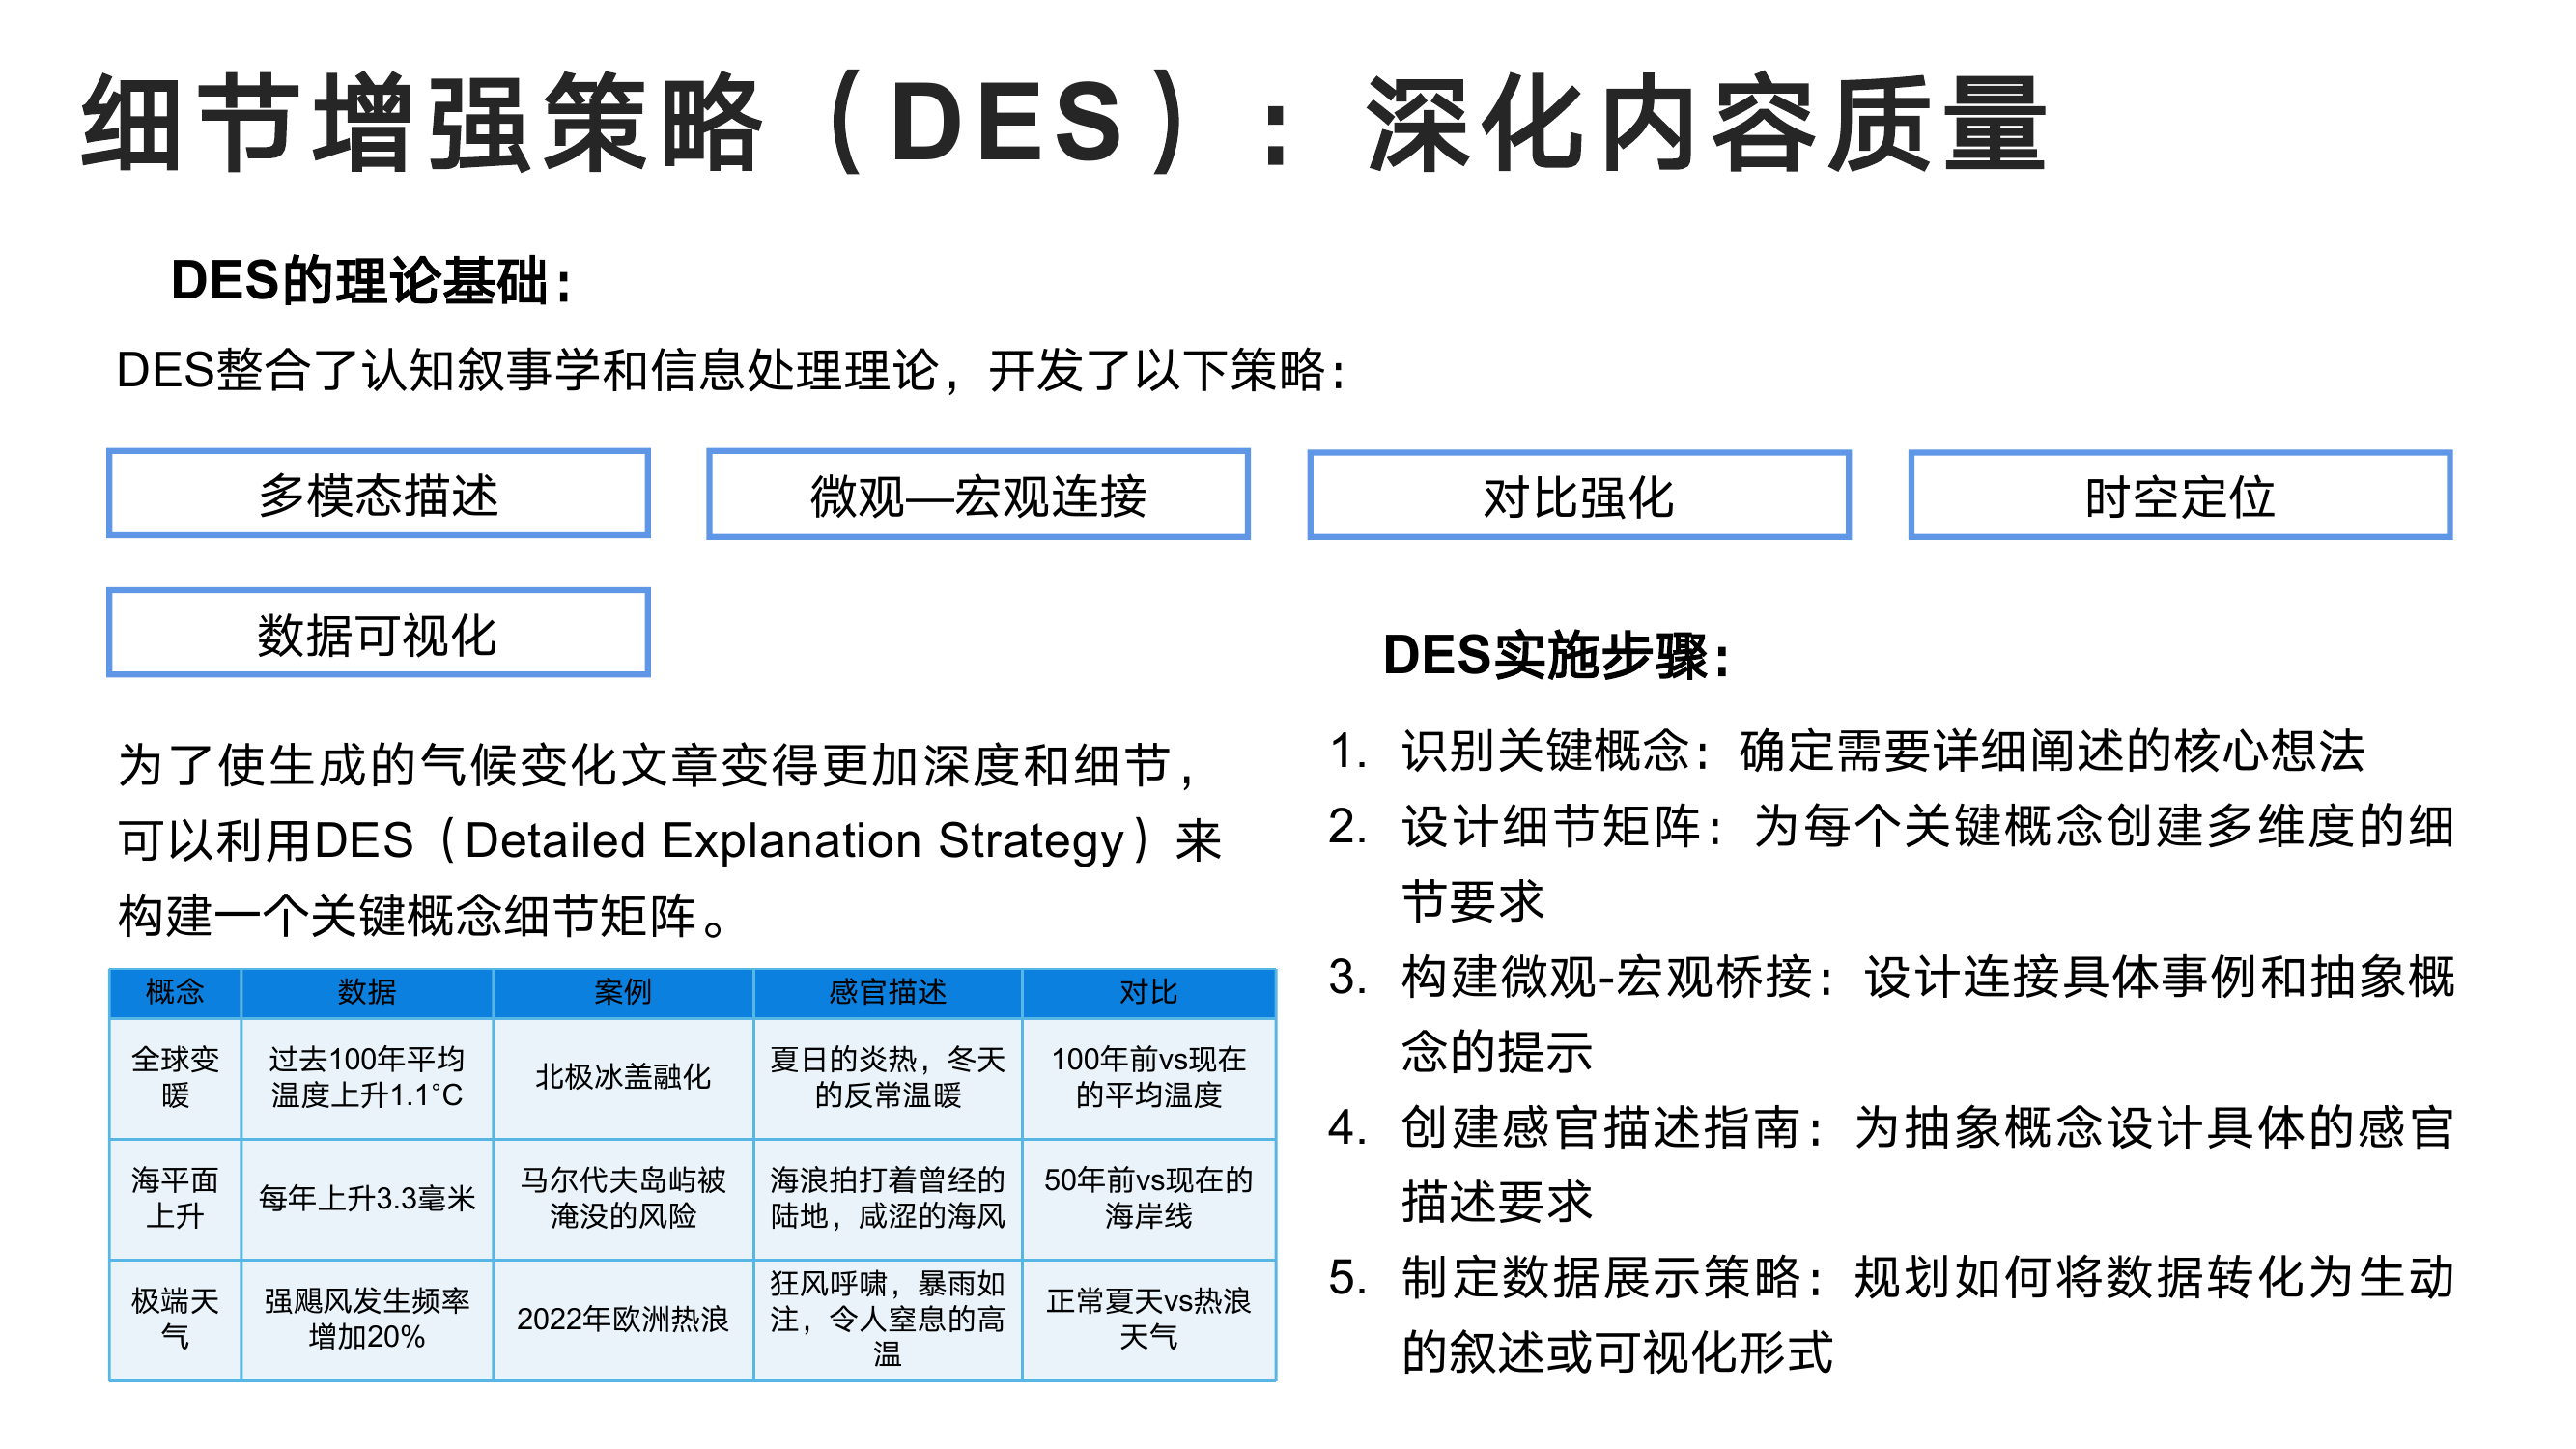 细节增强策略（DES）：深化内容质量
DES的理论基础：
DES整合了认知叙事学和信息处理理论，开发了以下策略：
多模态描述
微观—宏观连接
对比强化
时空定位
数据可视化
为了使生成的气候变化文章变得更加深度和细节，
可以利用DES（Detailed Explanation Strategy）来
构建一个关键概念细节矩阵。
概念 数据 案例 感官描述 对比
全球变
暖
过去100年平均
温度上升1.1°C
北极冰盖融化
夏日的炎热，冬天
的反常温暖
100年前vs现在
的平均温度
海平面
上升
每年上升3.3毫米
马尔代夫岛屿被
淹没的风险
海浪拍打着曾经的
陆地，咸涩的海风
50年前vs现在的
海岸线
极端天
气
强飓风发生频率
增加20%
2022年欧洲热浪
狂风呼啸，暴雨如
注，令人窒息的高
温
正常夏天vs热浪
天气
DES实施步骤：
1. 识别关键概念：确定需要详细阐述的核心想法
2. 设计细节矩阵：为每个关键概念创建多维度的细
节要求
3. 构建微观-宏观桥接：设计连接具体事例和抽象概
念的提示
4. 创建感官描述指南：为抽象概念设计具体的感官
描述要求
5. 制定数据展示策略：规划如何将数据转化为生动
的叙述或可视化形式